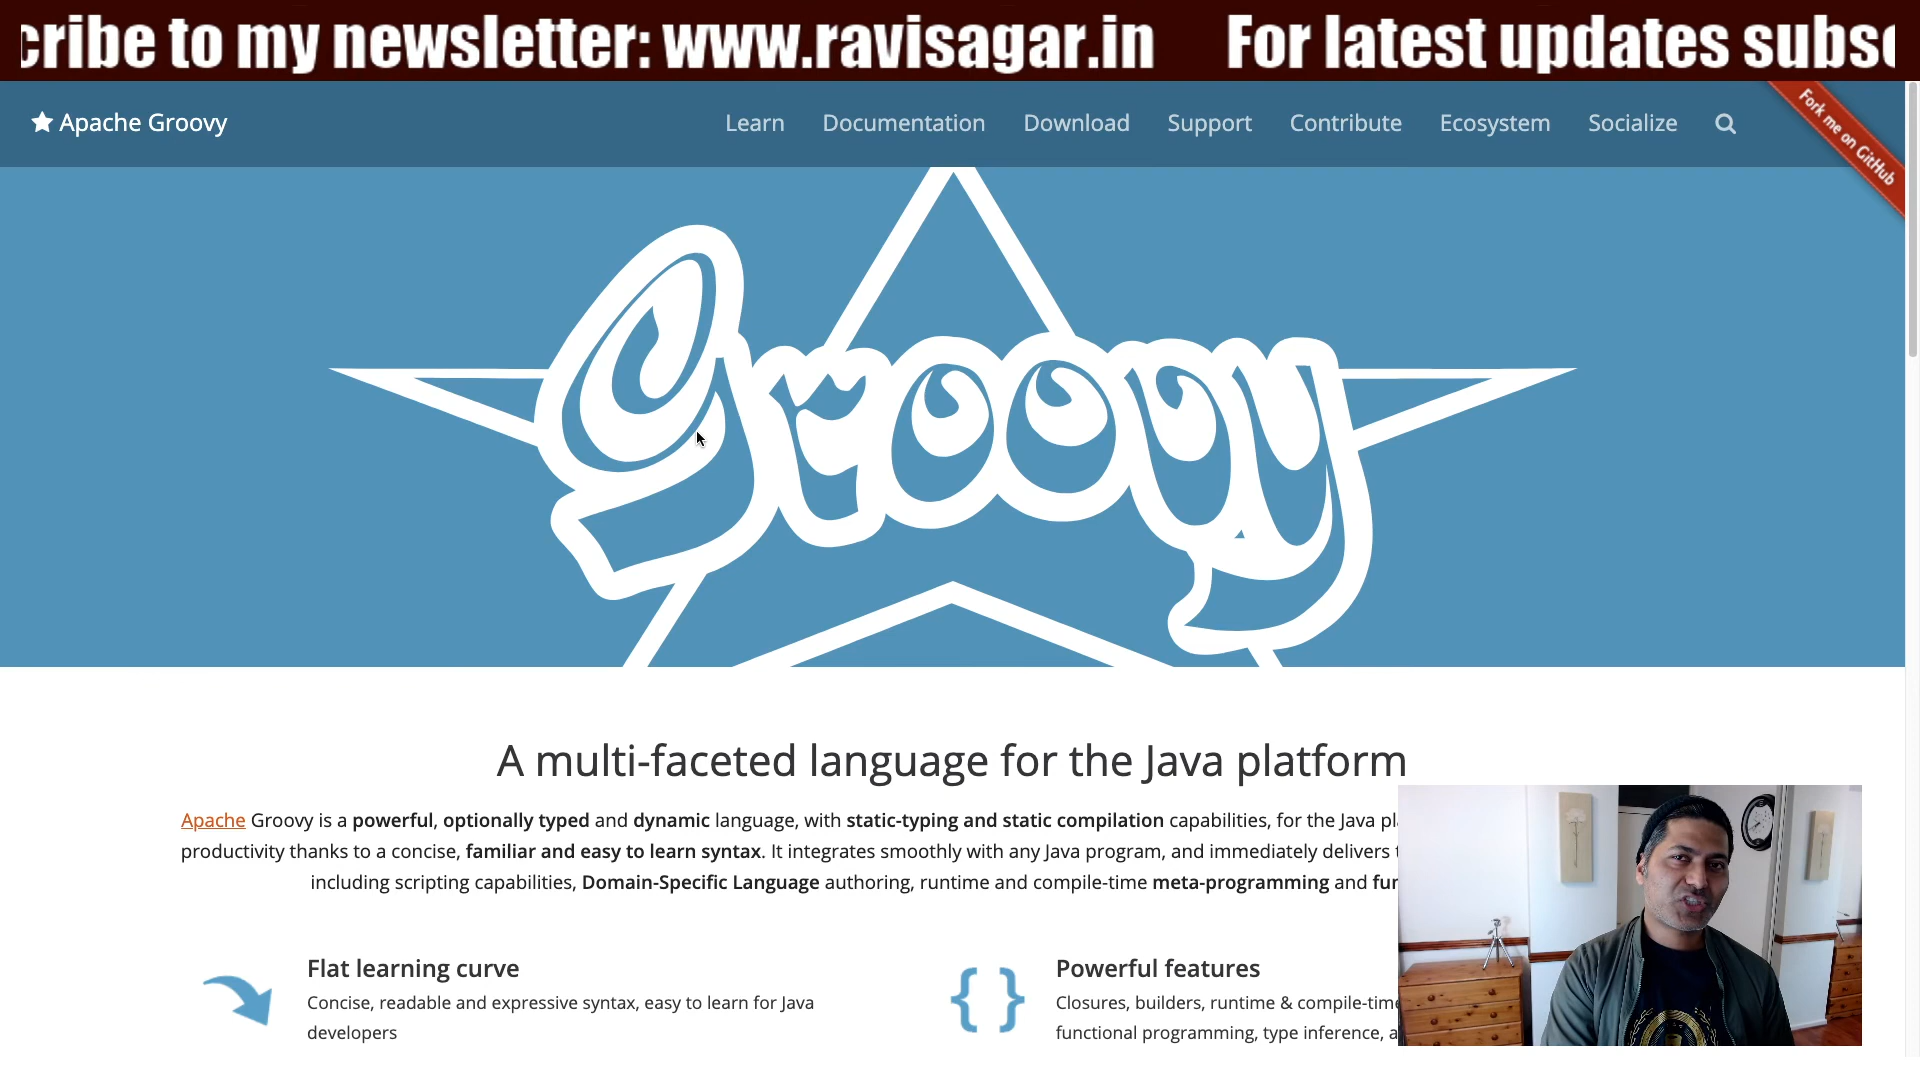 cribe to my newsletter: www.ravisagar.in For latest updates subs
Apache Groovy Learn Documentation Download Support Contribute Ecosystem Socialize
Fork me on GitHub
Groovy
A multi-faceted language for the Java platform
Apache Groovy is a powerful, optionally typed and dynamic language, with static-typing and static compilation capabilities, for the Java pl
productivity thanks to a concise, familiar and easy to learn syntax. It integrates smoothly with any Java program, and immediately delivers t
including scripting capabilities, Domain-Specific Language authoring, runtime and compile-time meta-programming and fun
Flat learning curve
Concise, readable and expressive syntax, easy to learn for Java
developers
Powerful features
Closures, builders, runtime & compile-time
functional programming, type inference, a